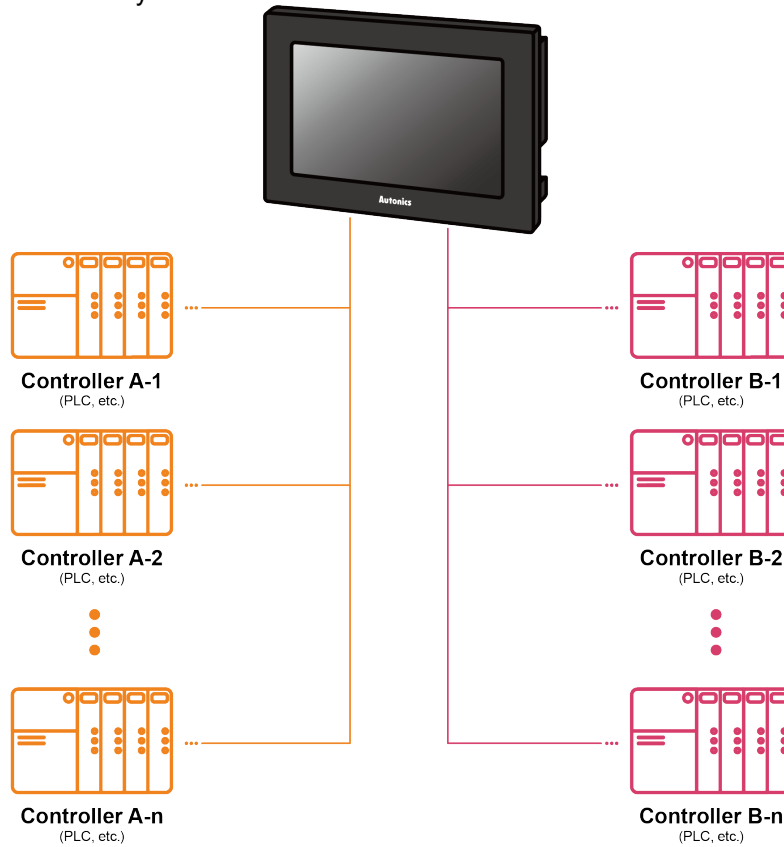 Autonics
Controller A-1
(PLC, etc.)
Controller B-1
(PLC, etc.)
Controller A-2
(PLC, etc.)
Controller B-2
(PLC, etc.)
Controller A-n
(PLC, etc.)
Controller B-n
(PLC, etc.)